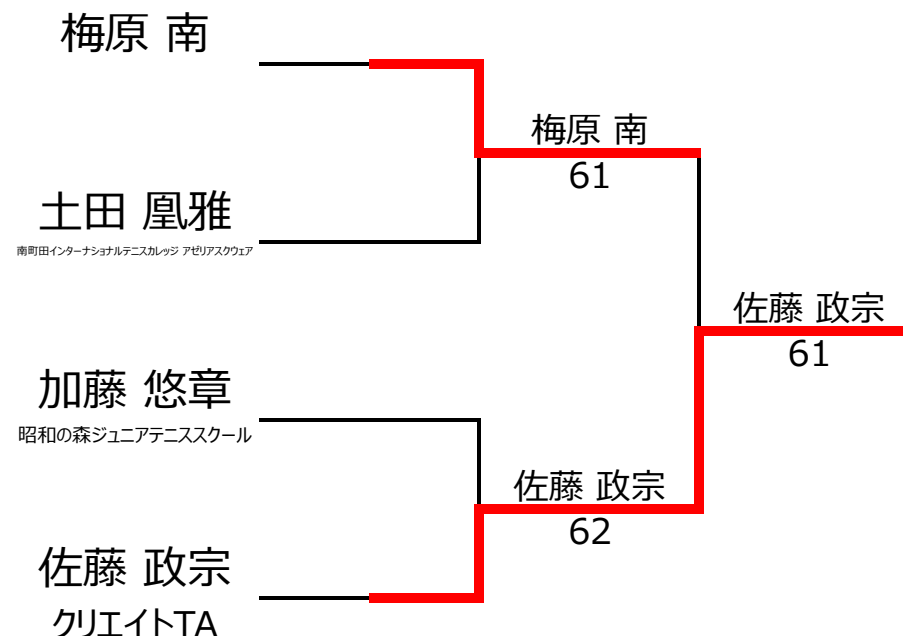 梅原 南
梅原 南
61
土田 凰雅
南町田インターナショナルテニスカレッジ アゼリアスクウェア
佐藤 政宗
61
加藤 悠章
昭和の森ジュニアテニススクール
佐藤 政宗
62
佐藤 政宗
クリエイトTA